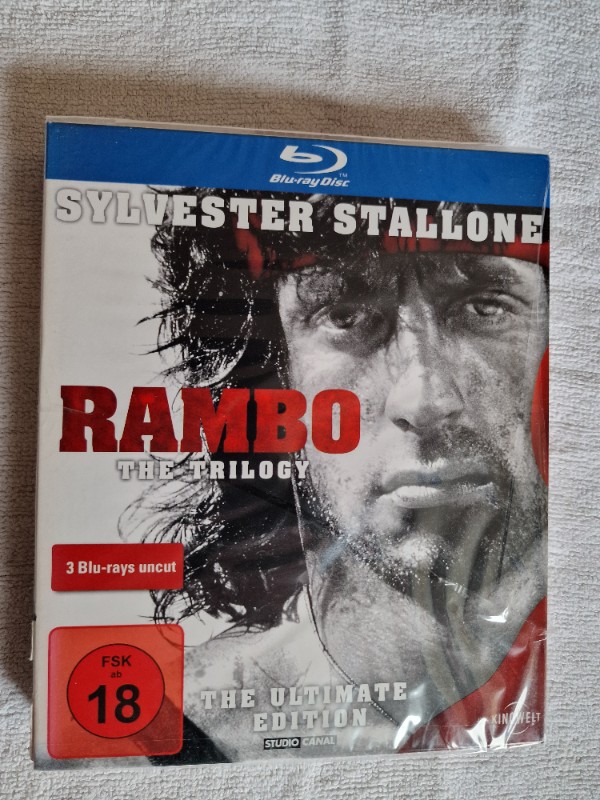 Blu-ray Disc™
SYLVESTER STALLONE
RAMBO
THE TRILOGY
3 Blu-rays uncut
FSK
ab
18
THE ULTIMATE
EDITION
STUDIO CANAL
KINOWELT